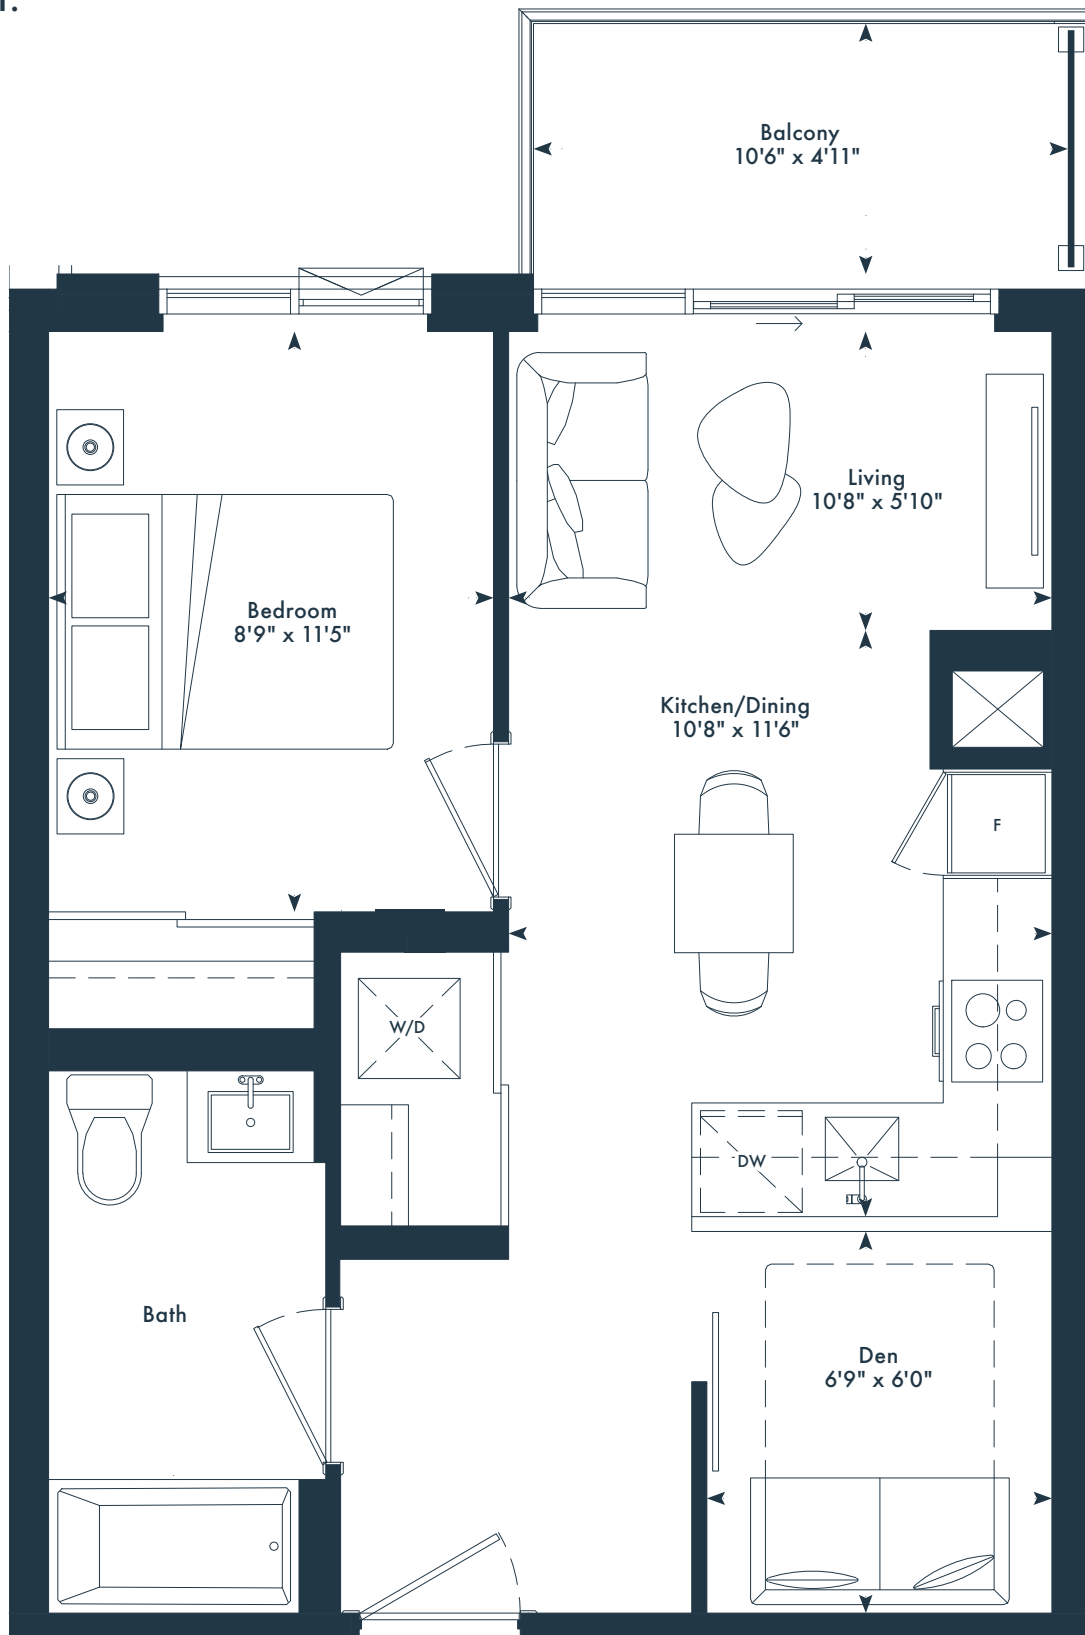 Balcony
10'6" x 4'11"
Living
10'8" x 5'10"
Bedroom
8'9" x 11'5"
Kitchen/Dining
10'8" x 11'6"
F
W/D
DW
Bath
Den
6'9" x 6'0"